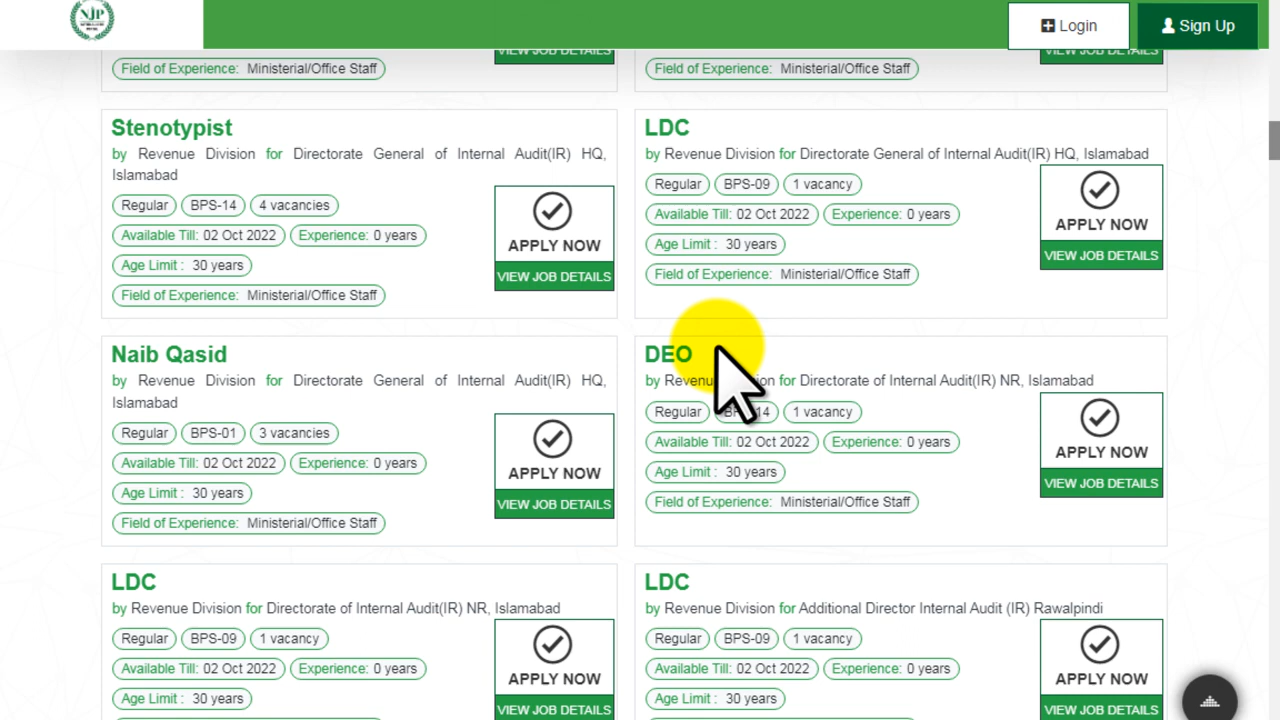 NJP
Login
Sign Up
VIEW JOB DETAILS
Field of Experience: Ministerial/Office Staff
VIEW JOB DETAILS
Field of Experience: Ministerial/Office Staff
Stenotypist
by Revenue Division for Directorate General of Internal Audit(IR) HQ,
Islamabad
Regular BPS-14 4 vacancies
Available Till: 02 Oct 2022 Experience: 0 years
Age Limit : 30 years
Field of Experience: Ministerial/Office Staff
APPLY NOW
VIEW JOB DETAILS
LDC
by Revenue Division for Directorate General of Internal Audit(IR) HQ, Islamabad
Regular BPS-09 1 vacancy
Available Till: 02 Oct 2022 Experience: 0 years
Age Limit : 30 years
Field of Experience: Ministerial/Office Staff
APPLY NOW
VIEW JOB DETAILS
Naib Qasid
by Revenue Division for Directorate General of Internal Audit(IR) HQ,
Islamabad
Regular BPS-01 3 vacancies
Available Till: 02 Oct 2022 Experience: 0 years
Age Limit : 30 years
Field of Experience: Ministerial/Office Staff
APPLY NOW
VIEW JOB DETAILS
DEO
by Revenue Division for Directorate of Internal Audit(IR) NR, Islamabad
Regular BPS-14 1 vacancy
Available Till: 02 Oct 2022 Experience: 0 years
Age Limit : 30 years
Field of Experience: Ministerial/Office Staff
APPLY NOW
VIEW JOB DETAILS
LDC
by Revenue Division for Directorate of Internal Audit(IR) NR, Islamabad
Regular BPS-09 1 vacancy
Available Till: 02 Oct 2022 Experience: 0 years
Age Limit : 30 years
APPLY NOW
VIEW JOB DETAILS
LDC
by Revenue Division for Additional Director Internal Audit (IR) Rawalpindi
Regular BPS-09 1 vacancy
Available Till: 02 Oct 2022 Experience: 0 years
Age Limit : 30 years
APPLY NOW
VIEW JOB DETAILS